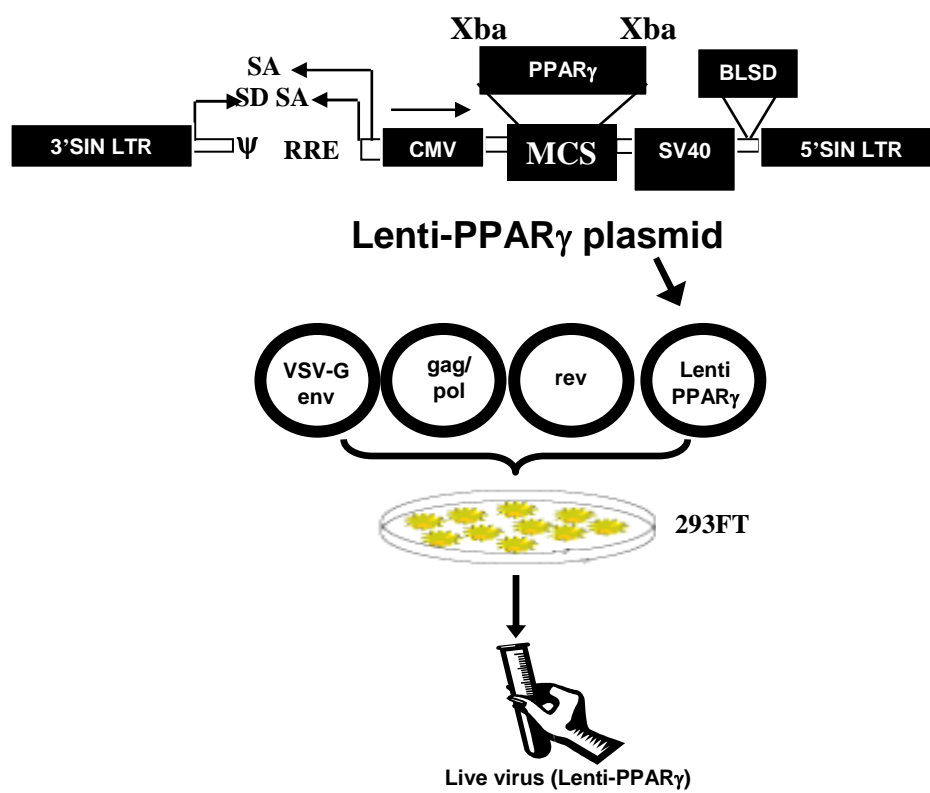 Xba Xba
PPARγ
BLSD
SA
SD SA
3'SIN LTR
ψ
RRE
CMV
MCS
SV40
5'SIN LTR
Lenti-PPARγ plasmid
VSV-G
env
gag/
pol
rev
Lenti
PPARγ
293FT
Live virus (Lenti-PPARγ)